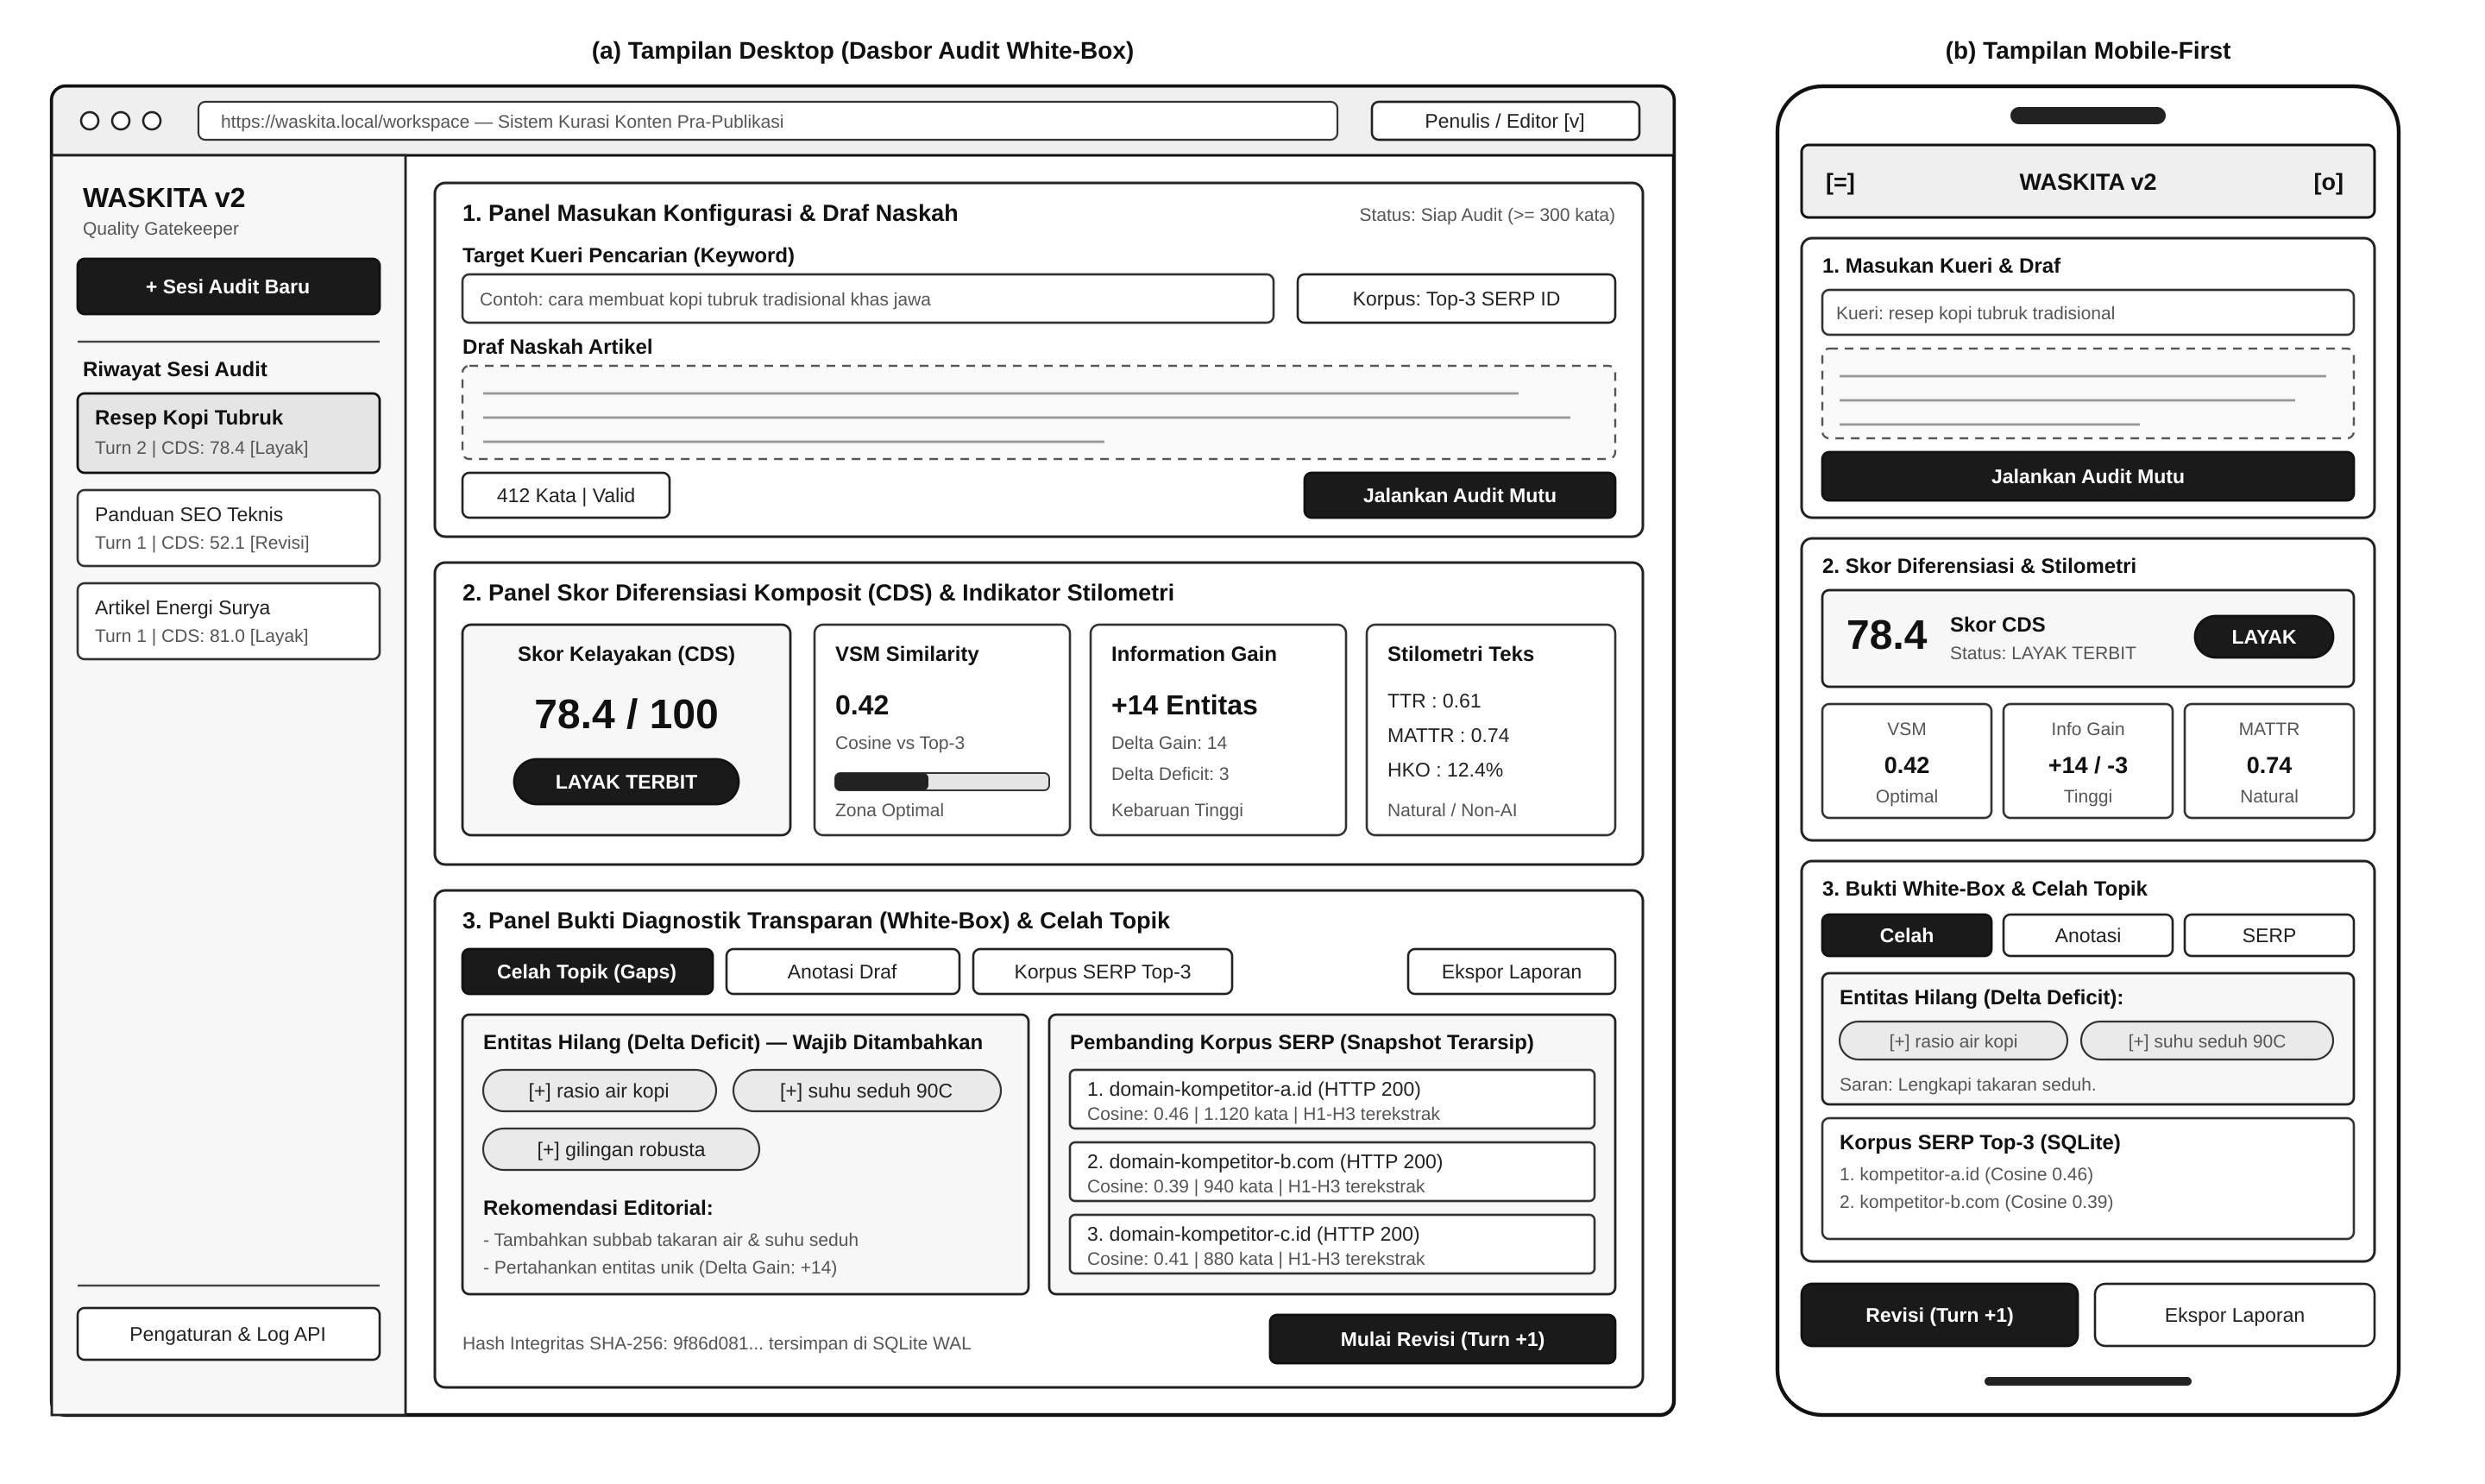 (a) Tampilan Desktop (Dasbor Audit White-Box)
https://waskita.local/workspace — Sistem Kurasi Konten Pra-Publikasi
Penulis / Editor [v]
WASKITA v2
Quality Gatekeeper
+ Sesi Audit Baru
Riwayat Sesi Audit
Resep Kopi Tubruk
Turn 2 | CDS: 78.4 [Layak]
Panduan SEO Teknis
Turn 1 | CDS: 52.1 [Revisi]
Artikel Energi Surya
Turn 1 | CDS: 81.0 [Layak]
Pengaturan & Log API
1. Panel Masukan Konfigurasi & Draf Naskah
Status: Siap Audit (>= 300 kata)
Target Kueri Pencarian (Keyword)
Contoh: cara membuat kopi tubruk tradisional khas jawa
Korpus: Top-3 SERP ID
Draf Naskah Artikel
412 Kata | Valid
Jalankan Audit Mutu
2. Panel Skor Diferensiasi Komposit (CDS) & Indikator Stilometri
Skor Kelayakan (CDS)
78.4 / 100
LAYAK TERBIT
VSM Similarity
0.42
Cosine vs Top-3
Zona Optimal
Information Gain
+14 Entitas
Delta Gain: 14
Delta Deficit: 3
Kebaruan Tinggi
Stilometri Teks
TTR : 0.61
MATTR : 0.74
HKO : 12.4%
Natural / Non-AI
3. Panel Bukti Diagnostik Transparan (White-Box) & Celah Topik
Celah Topik (Gaps)
Anotasi Draf
Korpus SERP Top-3
Ekspor Laporan
Entitas Hilang (Delta Deficit) — Wajib Ditambahkan
[+] rasio air kopi
[+] suhu seduh 90C
[+] gilingan robusta
Rekomendasi Editorial:
- Tambahkan subbab takaran air & suhu seduh
- Pertahankan entitas unik (Delta Gain: +14)
Pembanding Korpus SERP (Snapshot Terarsip)
1. domain-kompetitor-a.id (HTTP 200)
Cosine: 0.46 | 1.120 kata | H1-H3 terekstrak
2. domain-kompetitor-b.com (HTTP 200)
Cosine: 0.39 | 940 kata | H1-H3 terekstrak
3. domain-kompetitor-c.id (HTTP 200)
Cosine: 0.41 | 880 kata | H1-H3 terekstrak
Hash Integritas SHA-256: 9f86d081... tersimpan di SQLite WAL
Mulai Revisi (Turn +1)
(b) Tampilan Mobile-First
[=]
WASKITA v2
[o]
1. Masukan Kueri & Draf
Kueri: resep kopi tubruk tradisional
Jalankan Audit Mutu
2. Skor Diferensiasi & Stilometri
78.4
Skor CDS
Status: LAYAK TERBIT
LAYAK
VSM
0.42
Optimal
Info Gain
+14 / -3
Tinggi
MATTR
0.74
Natural
3. Bukti White-Box & Celah Topik
Celah
Anotasi
SERP
Entitas Hilang (Delta Deficit):
[+] rasio air kopi
[+] suhu seduh 90C
Saran: Lengkapi takaran seduh.
Korpus SERP Top-3 (SQLite)
1. kompetitor-a.id (Cosine 0.46)
2. kompetitor-b.com (Cosine 0.39)
Revisi (Turn +1)
Ekspor Laporan